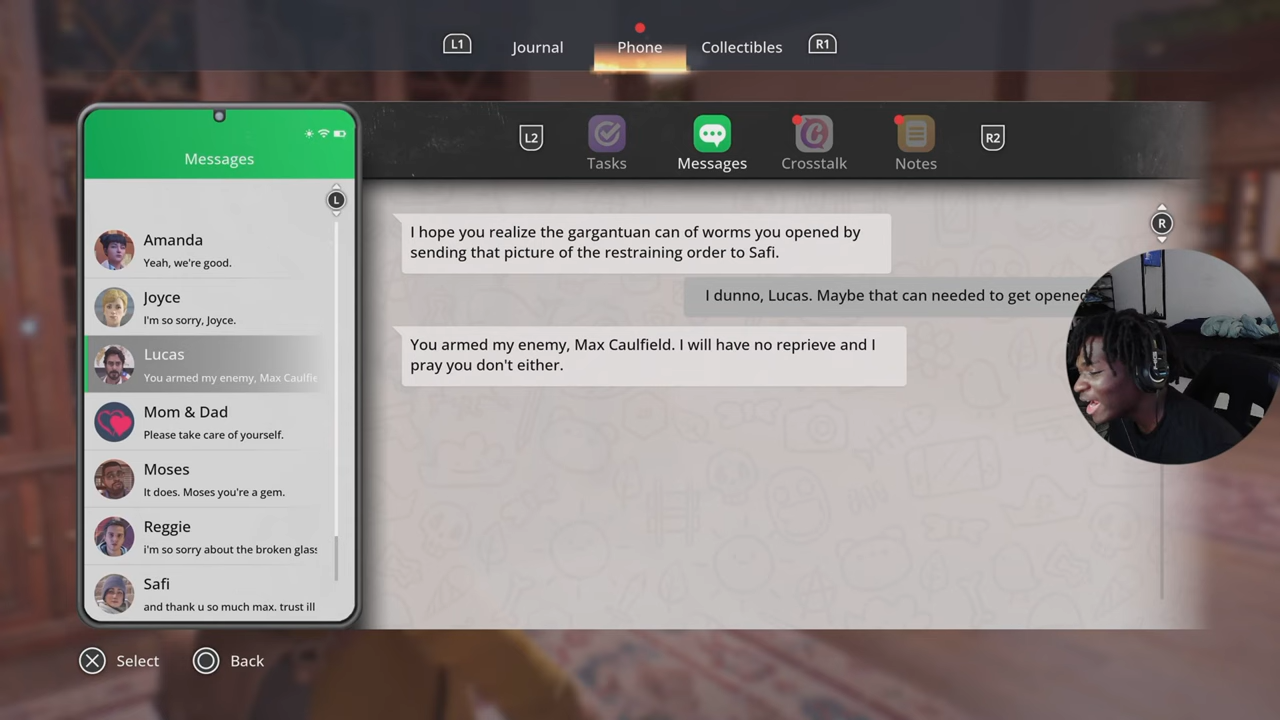 L1
Journal
Phone
Collectibles
R1
Messages
L
Amanda
Yeah, we're good.
Joyce
I'm so sorry, Joyce.
Lucas
You armed my enemy, Max Caulfie
Mom & Dad
Please take care of yourself.
Moses
It does. Moses you're a gem.
Reggie
i'm so sorry about the broken glass
Safi
and thank u so much max. trust ill
L2
Tasks
Messages
Crosstalk
Notes
R2
R
I hope you realize the gargantuan can of worms you opened by
sending that picture of the restraining order to Safi.
I dunno, Lucas. Maybe that can needed to get opened
You armed my enemy, Max Caulfield. I will have no reprieve and I
pray you don't either.
Select
Back